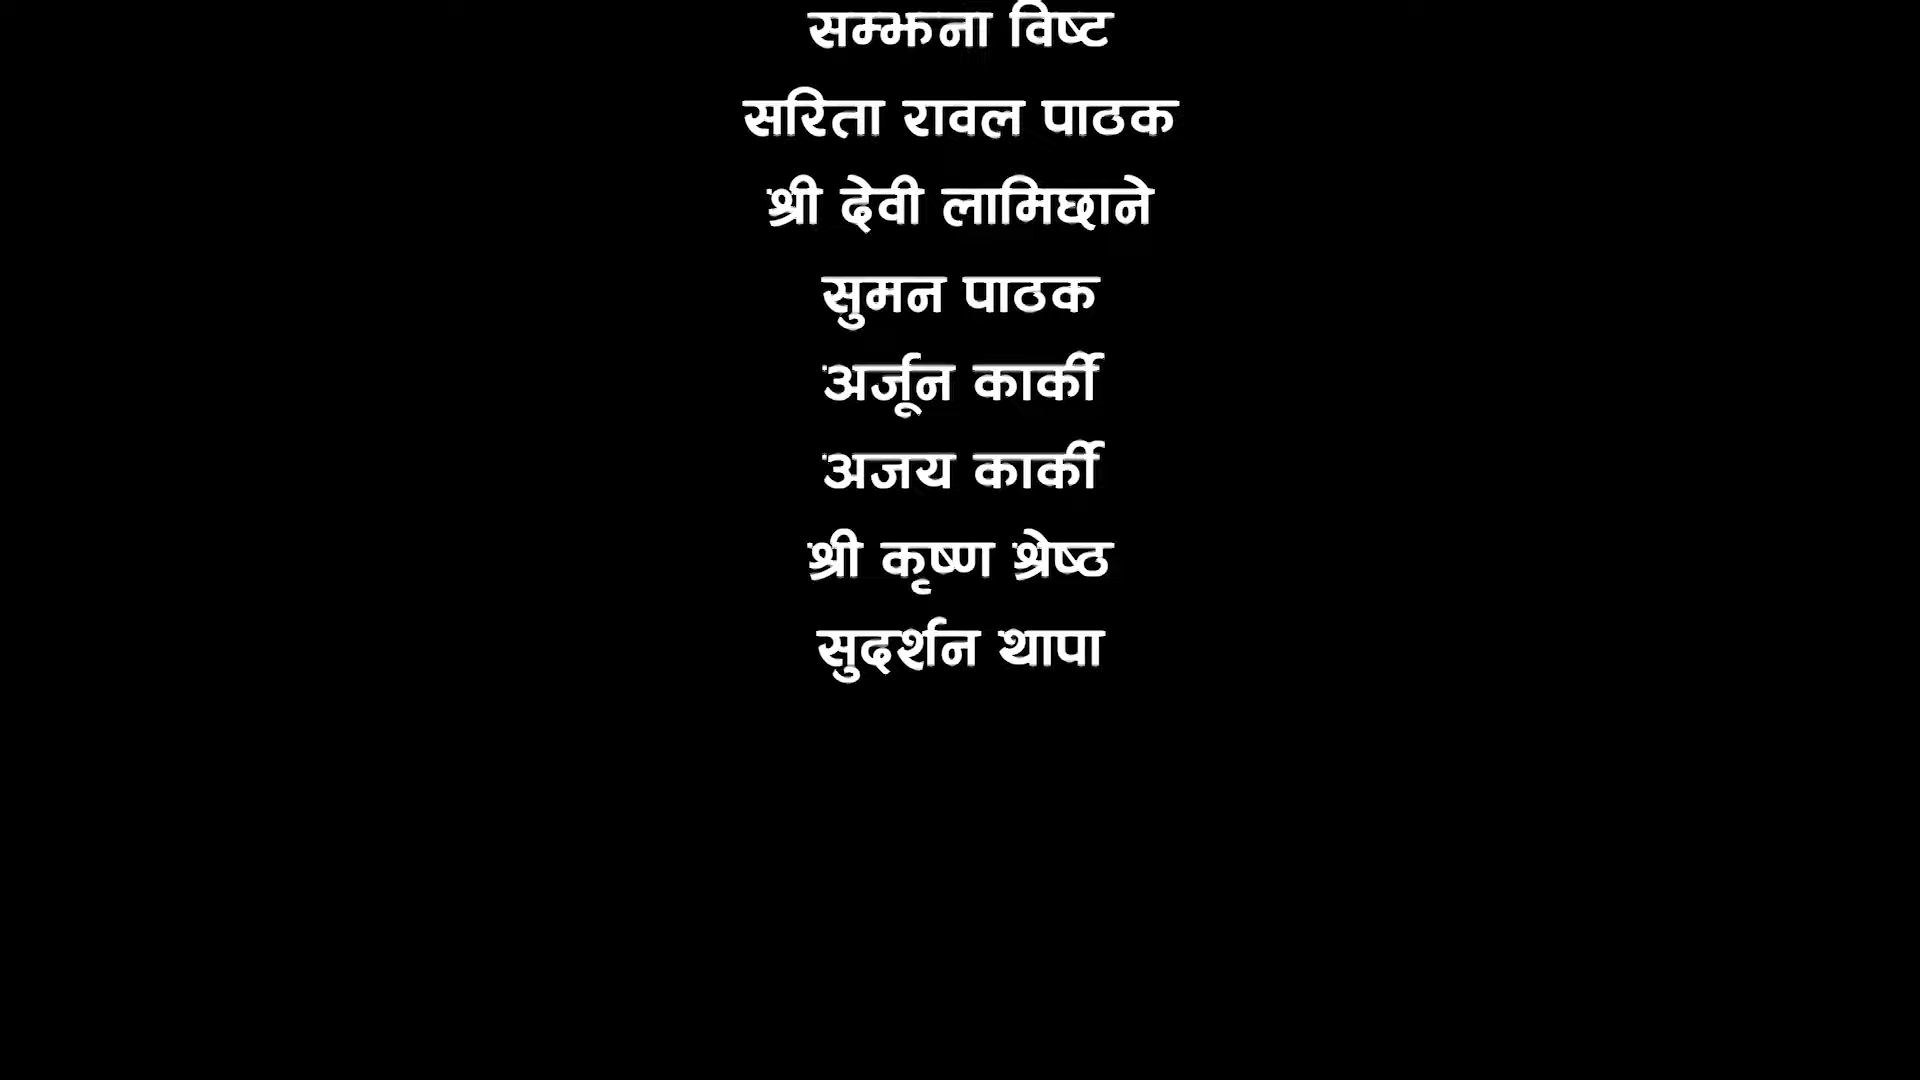 सम्झना विष्ट
सरिता रावल पाठक
श्री देवी लामिछाने
सुमन पाठक
अर्जून कार्की
अजय कार्की
श्री कृष्ण श्रेष्ठ
सुदर्शन थापा